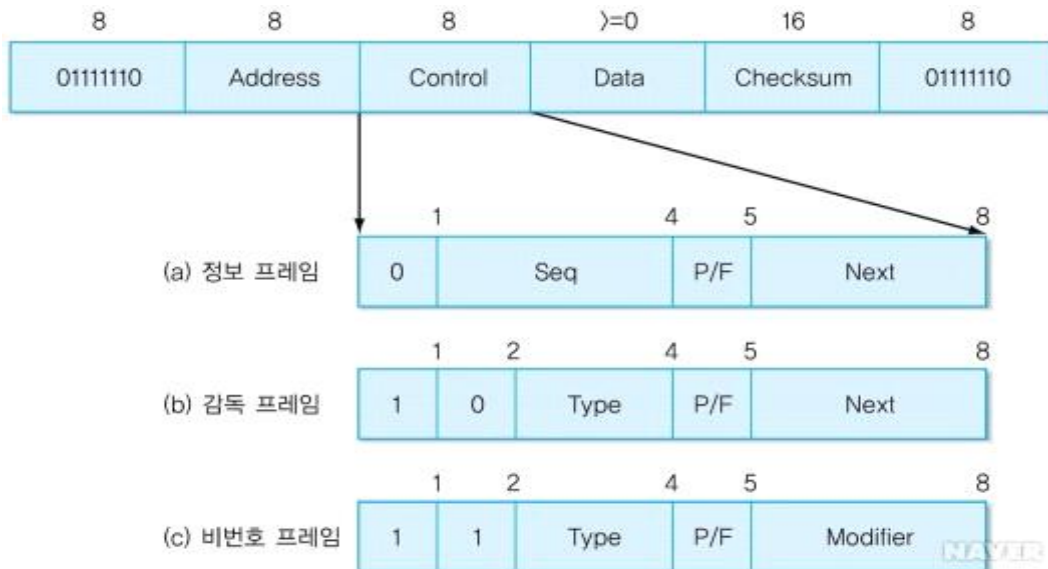 8 8 8 >=0 16 8
01111110 Address Control Data Checksum 01111110
1 4 5 8
(a) 정보 프레임 0 Seq P/F Next
1 2 4 5 8
(b) 감독 프레임 1 0 Type P/F Next
1 2 4 5 8
(c) 비번호 프레임 1 1 Type P/F Modifier
NAVER